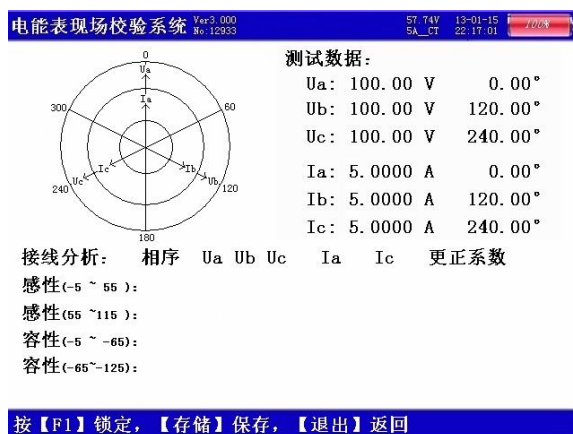 电能表现场校验系统 Ver3.000 No:12933 57.74V 5A_CT 13-01-15 22:17:01 100%
测试数据:
0
Ua
Ia
300
60
Ic
Ib
Uc
Ub
240
120
180
Ua: 100.00 V 0.00°
Ub: 100.00 V 120.00°
Uc: 100.00 V 240.00°
Ia: 5.0000 A 0.00°
Ib: 5.0000 A 120.00°
Ic: 5.0000 A 240.00°
接线分析: 相序 Ua Ub Uc Ia Ic 更正系数
感性(-5 ~ 55 ):
感性(55 ~115 ):
容性(-5 ~ -65):
容性(-65~-125):
按【F1】锁定，【存储】保存，【退出】返回